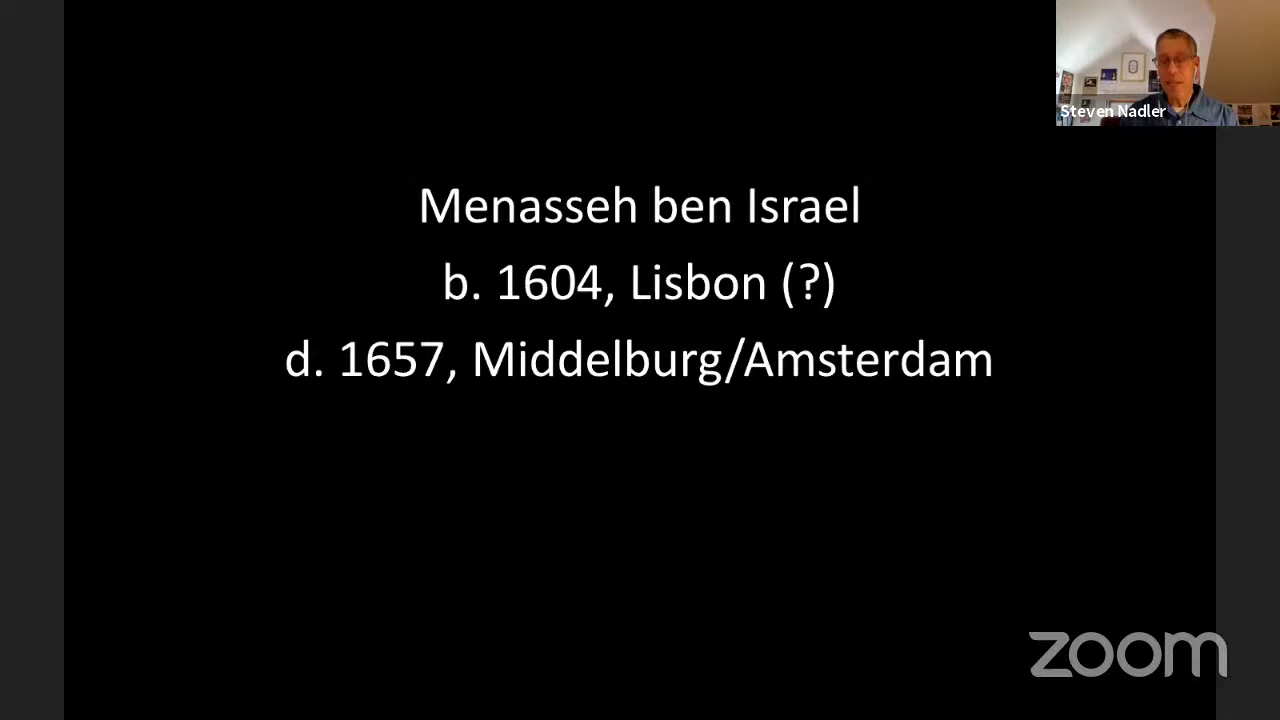 Steven Nadler
Menasseh ben Israel
b. 1604, Lisbon (?)
d. 1657, Middelburg/Amsterdam
zoom